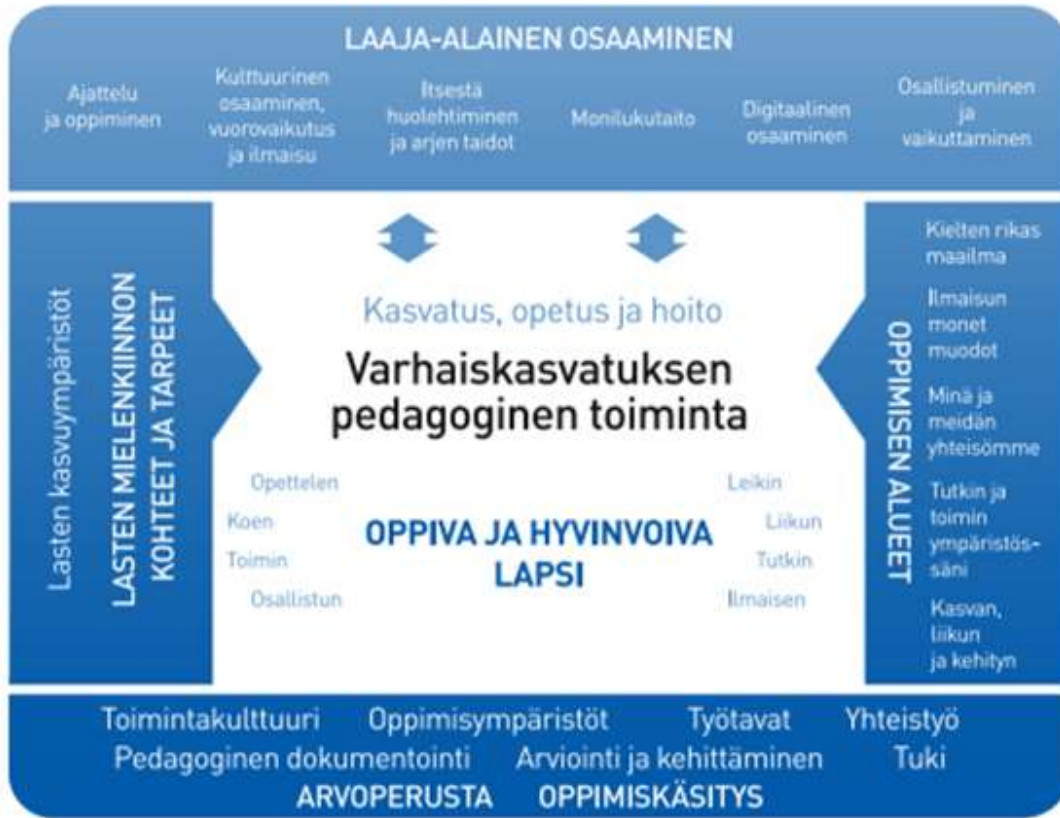 LAAJA-ALAINEN OSAAMINEN
Ajattelu
ja oppiminen
Kulttuurinen
osaaminen,
vuorovaikutus
ja ilmaisu
Itsestä
huolehtiminen
ja arjen taidot
Monilukutaito
Digitaalinen
osaaminen
Osallistuminen
ja
vaikuttaminen
Lasten kasvuympäristöt
LASTEN MIELENKINNON
KOHTEET JA TARPEET
Kasvatus, opetus ja hoito
Varhaiskasvatuksen
pedagoginen toiminta
Opettelen
Koen
Toimin
Osallistun
OPPIVA JA HYVINVOIVA
LAPSI
Leikin
Liikun
Tutkin
Ilmaisen
OPPIMISEN ALUEET
Kielten rikas
maailma
Ilmaisun
monet
muodot
Minä ja
meidän
yhteisömme
Tutkin ja
toimin
ympäristös-
säni
Kasvan,
liikun
ja kehityn
Toimintakulttuuri Oppimisympäristöt Työtavat Yhteistyö
Pedagoginen dokumentointi Arviointi ja kehittäminen Tuki
ARVOPERUSTA OPPIMISKÄSITYS